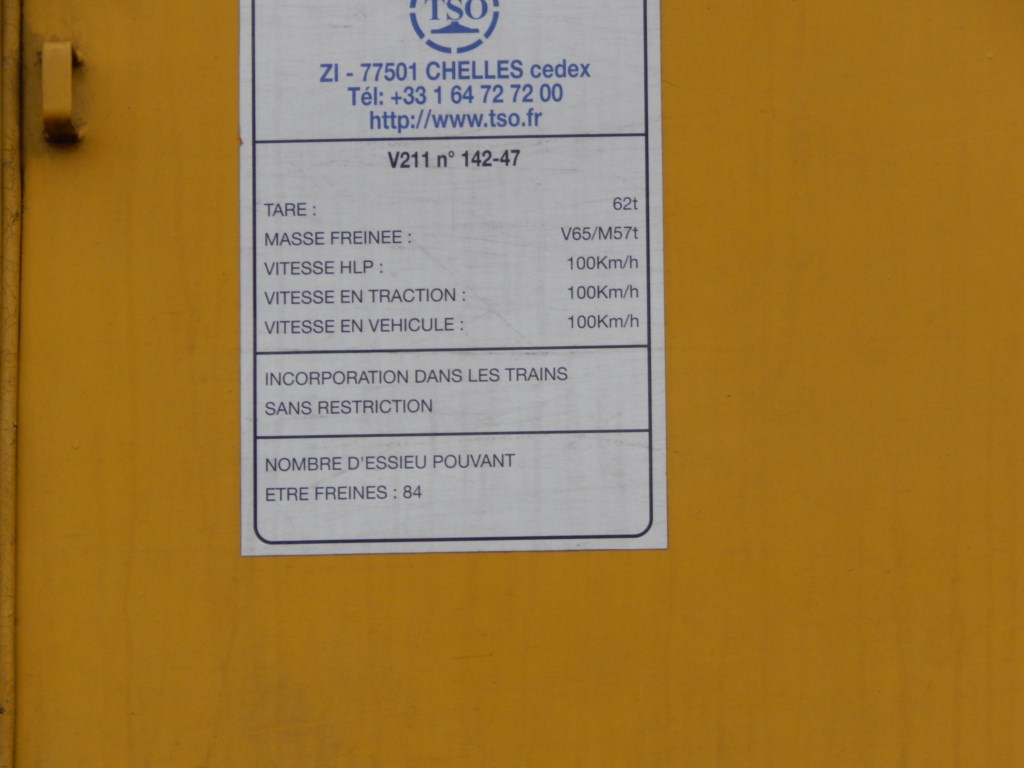 TSO
ZI - 77501 CHELLES cedex
Tél: +33 1 64 72 72 00
http://www.tso.fr
V211 n° 142-47
TARE : 62t
MASSE FREINEE : V65/M57t
VITESSE HLP : 100Km/h
VITESSE EN TRACTION : 100Km/h
VITESSE EN VEHICULE : 100Km/h
INCORPORATION DANS LES TRAINS
SANS RESTRICTION
NOMBRE D'ESSIEU POUVANT
ETRE FREINES : 84